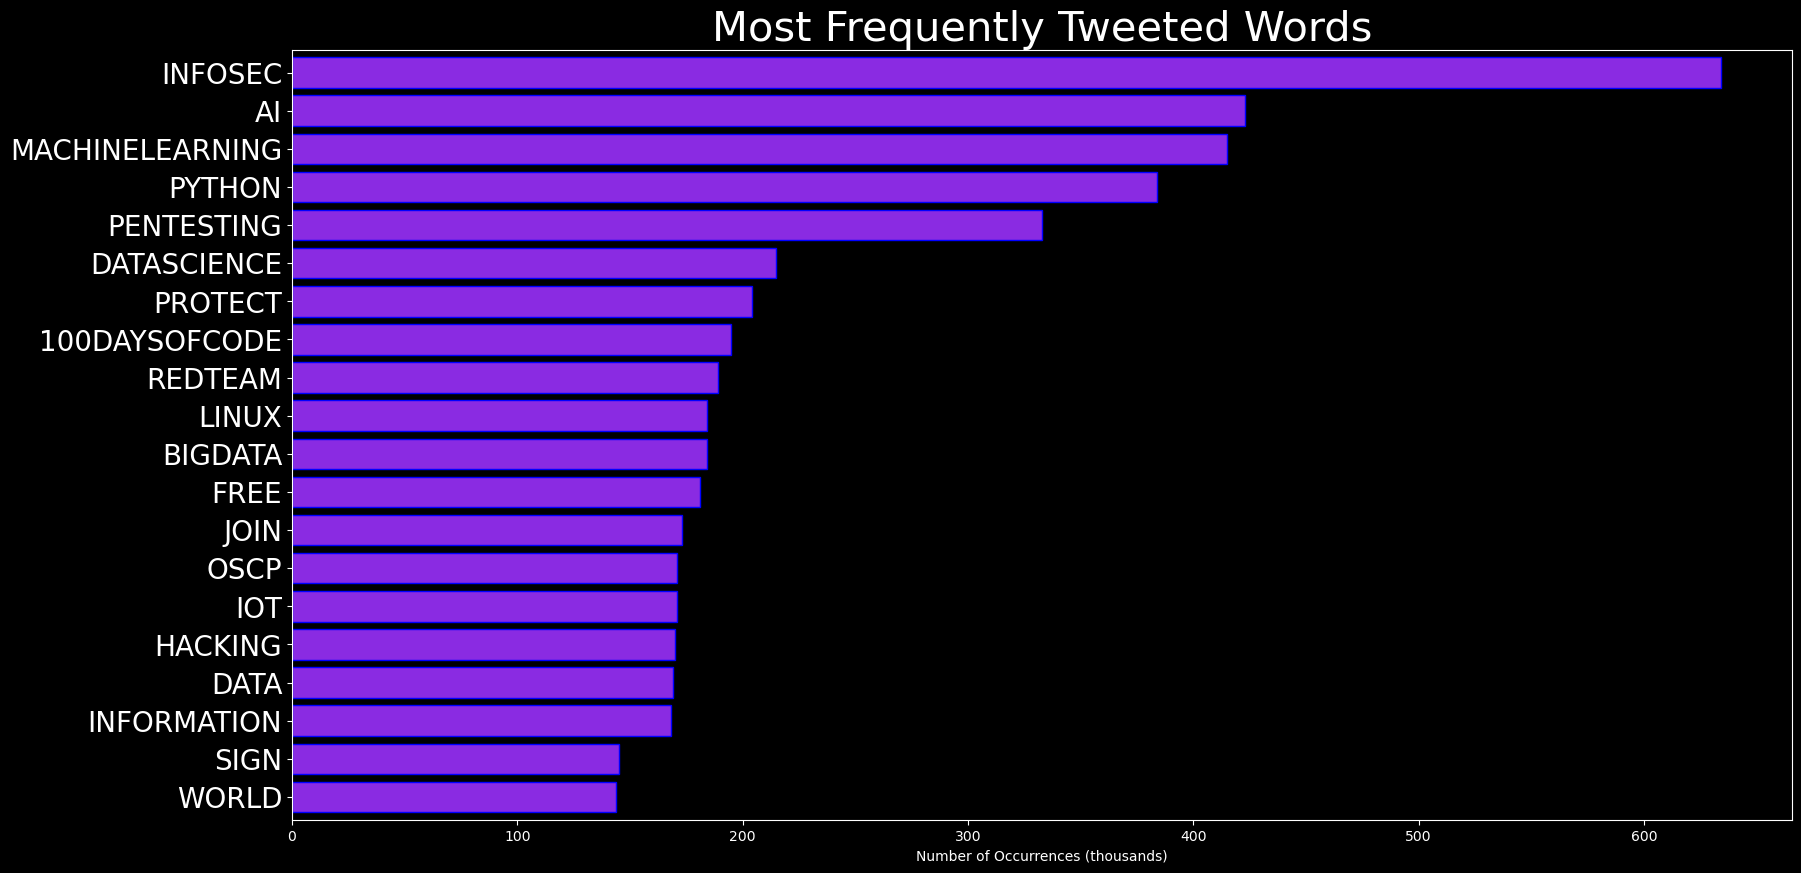 Most Frequently Tweeted Words
INFOSEC
AI
MACHINELEARNING
PYTHON
PENTESTING
DATASCIENCE
PROTECT
100DAYSOFCODE
REDTEAM
LINUX
BIGDATA
FREE
JOIN
OSCP
IOT
HACKING
DATA
INFORMATION
SIGN
WORLD
0 100 200 300 400 500 600
Number of Occurrences (thousands)